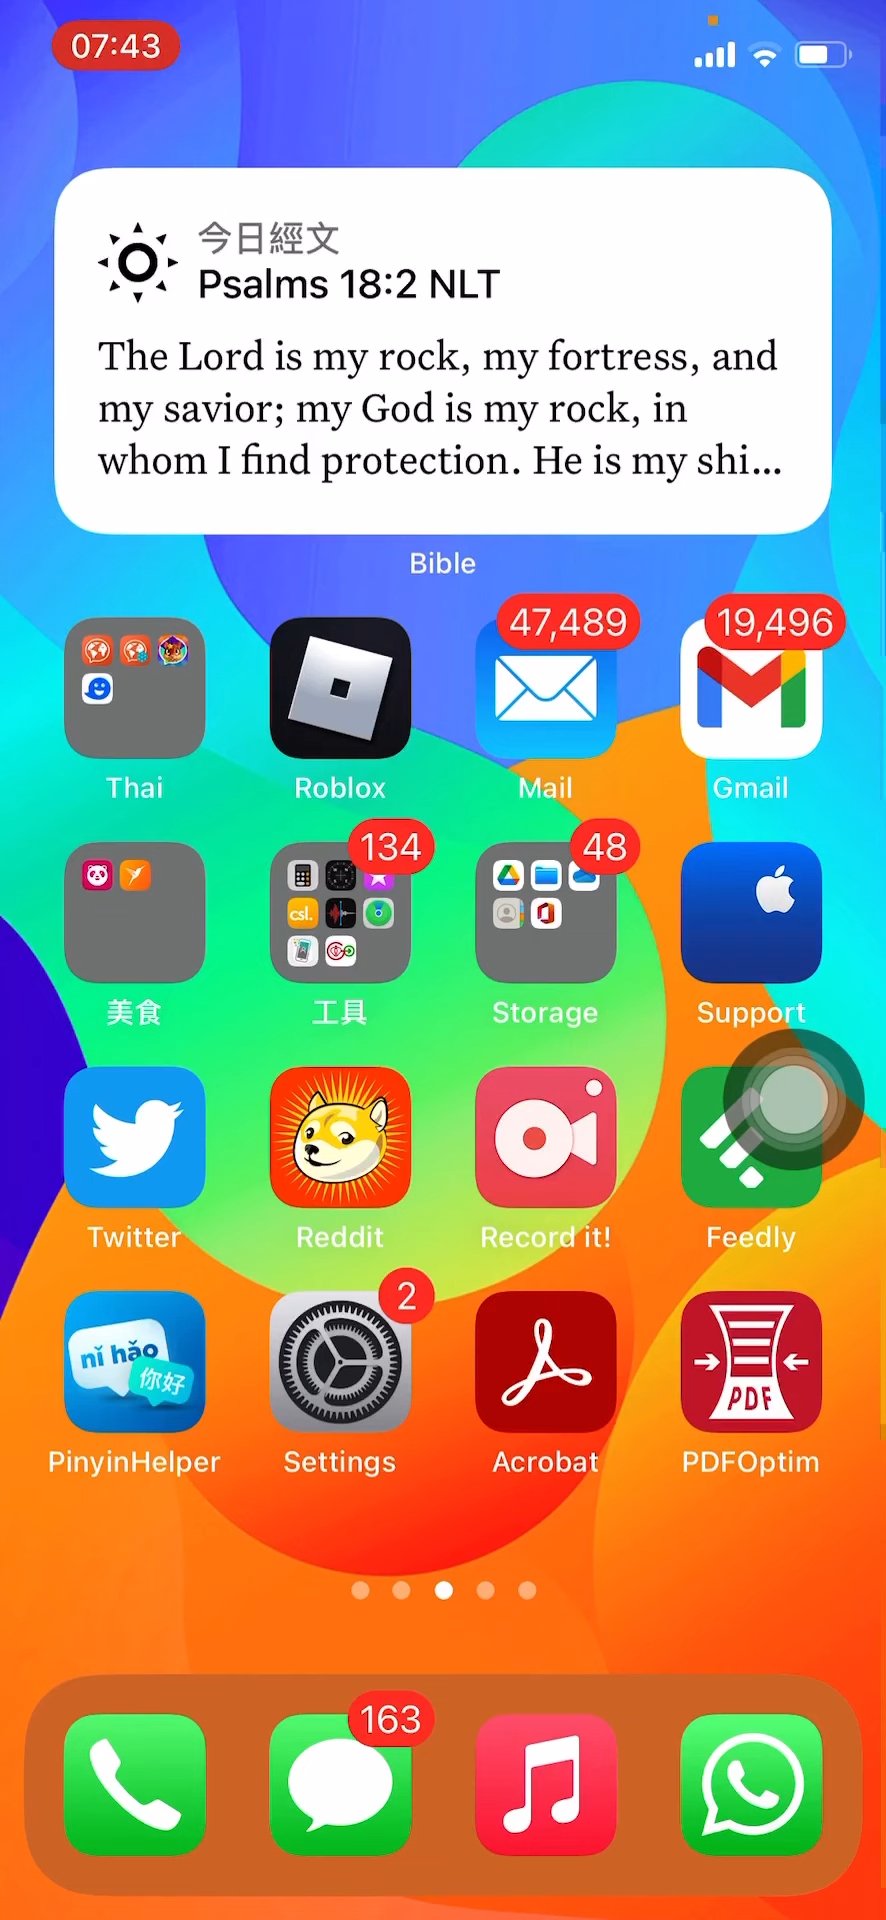 07:43
今日經文
Psalms 18:2 NLT
The Lord is my rock, my fortress, and
my savior; my God is my rock, in
whom I find protection. He is my shi...
Bible
47,489
19,496
Thai
Roblox
Mail
Gmail
134
48
csl.
美食
工具
Storage
Support
Twitter
Reddit
Record it!
Feedly
2
nǐ hǎo
你好
PDF
PinyinHelper
Settings
Acrobat
PDFOptim
163